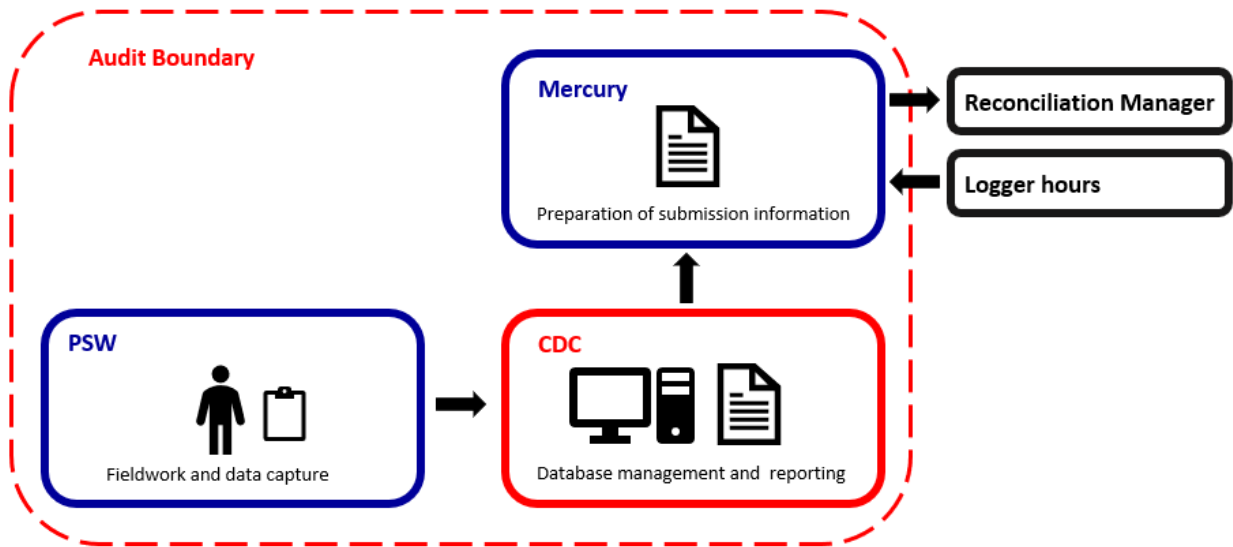 Audit Boundary
Mercury
Preparation of submission information
Reconciliation Manager
Logger hours
PSW
Fieldwork and data capture
CDC
Database management and  reporting